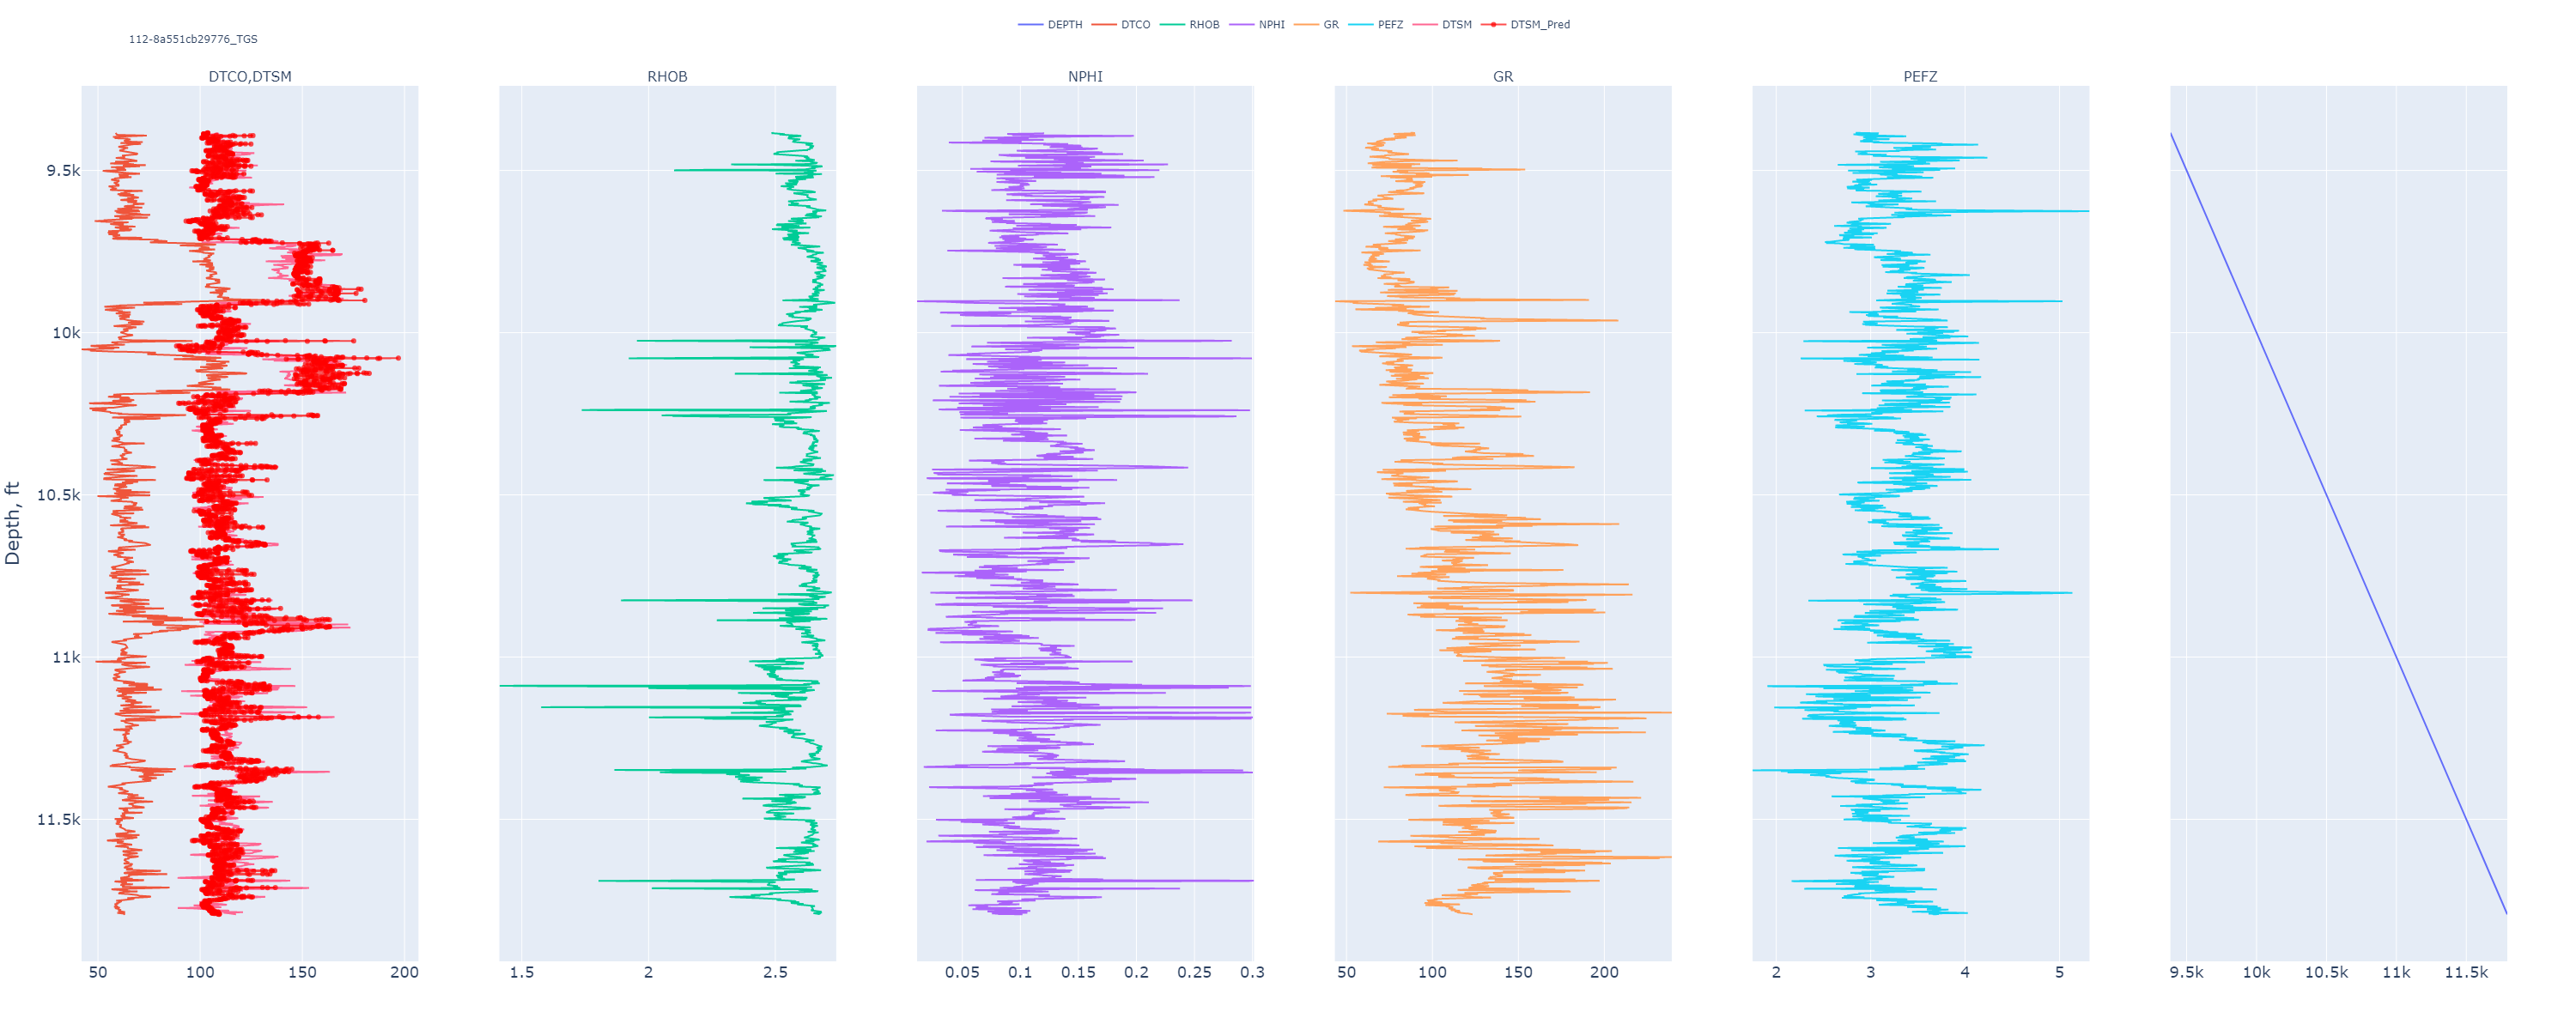 DEPTH DTCO RHOB NPHI GR PEFZ DTSM DTSM_Pred
112-8a551cb29776_TGS
DTCO,DTSM RHOB NPHI GR PEFZ
9.5k
10k
10.5k
Depth, ft
11k
11.5k
50 100 150 200 1.5 2 2.5 0.05 0.1 0.15 0.2 0.25 0.3 50 100 150 200 2 3 4 5 9.5k 10k 10.5k 11k 11.5k